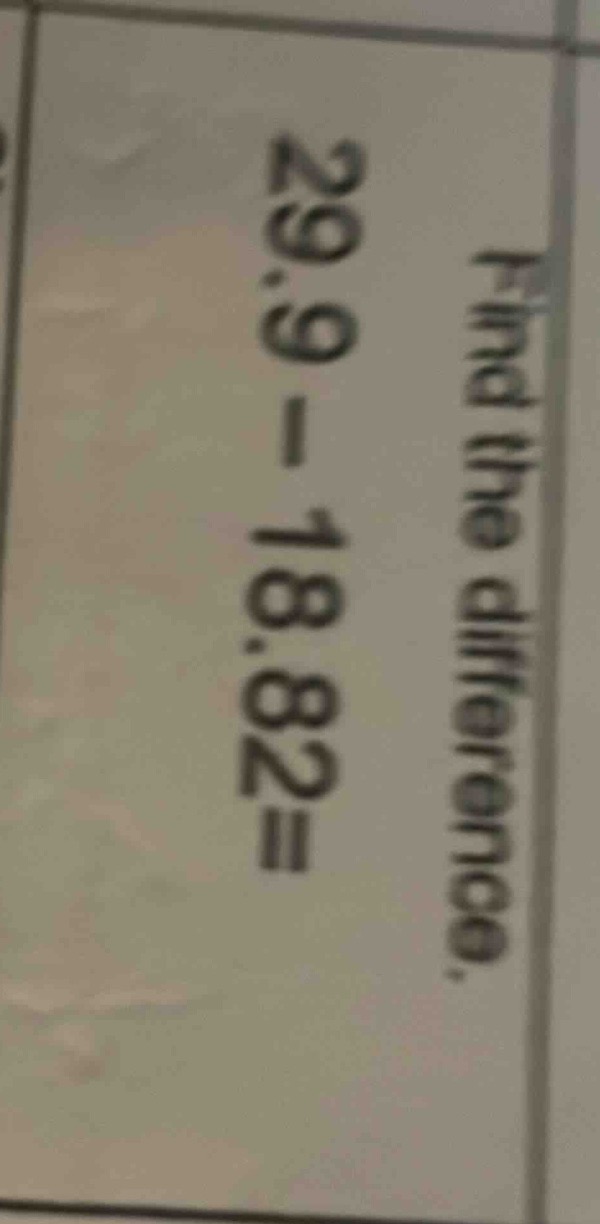 Find the difference.
29.9 – 18.82=